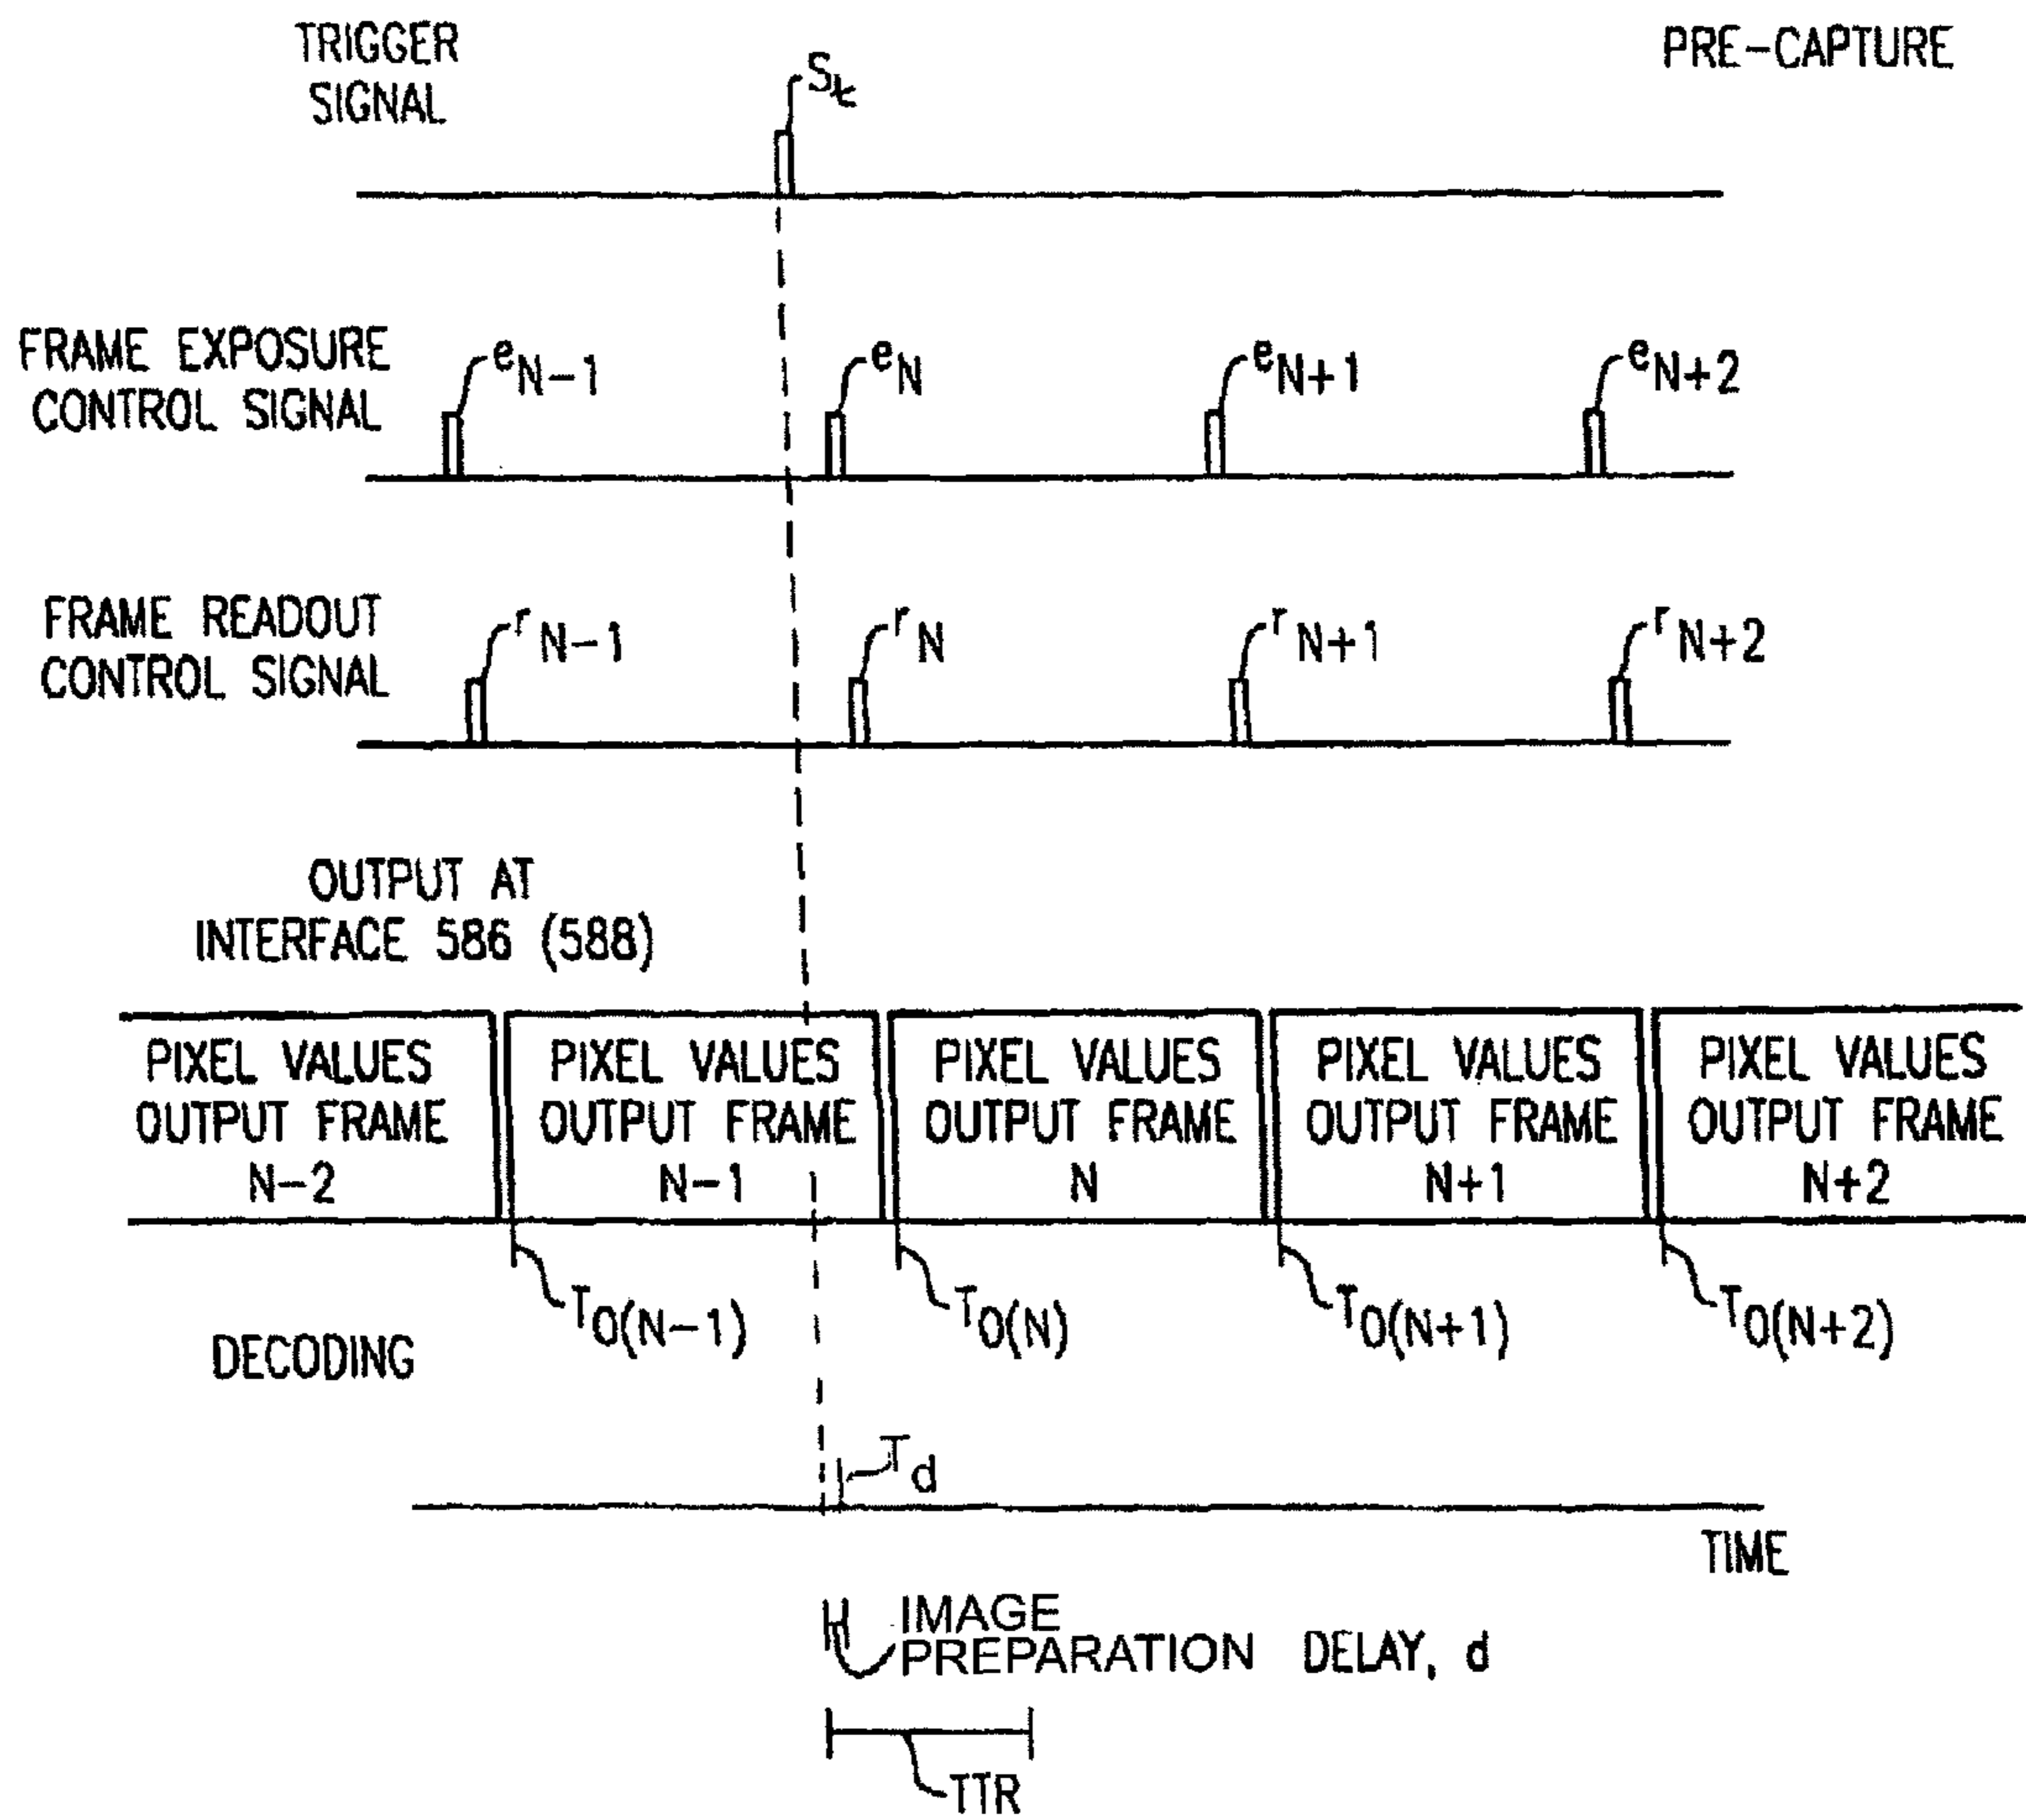 TRIGGER
SIGNAL
St
PRE-CAPTURE
FRAME EXPOSURE
CONTROL SIGNAL
eN-1
eN
eN+1
eN+2
FRAME READOUT
CONTROL SIGNAL
rN-1
rN
rN+1
rN+2
OUTPUT AT
INTERFACE 586 (588)
PIXEL VALUES
OUTPUT FRAME
N-2
PIXEL VALUES
OUTPUT FRAME
N-1
PIXEL VALUES
OUTPUT FRAME
N
PIXEL VALUES
OUTPUT FRAME
N+1
PIXEL VALUES
OUTPUT FRAME
N+2
TO(N-1)
TO(N)
TO(N+1)
TO(N+2)
DECODING
Td
TIME
IMAGE
PREPARATION DELAY, d
TTR